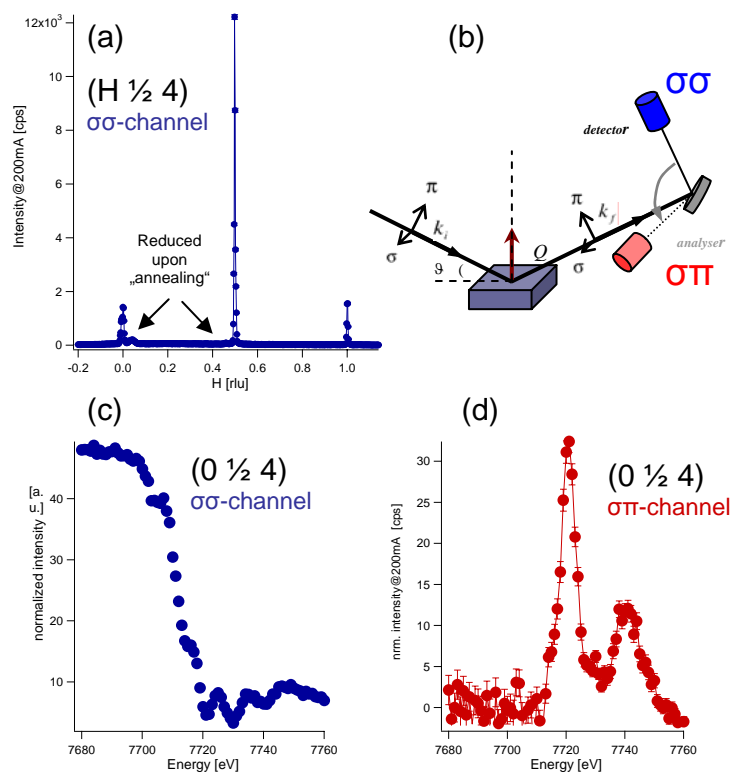 (a)
(H ½ 4)
σσ-channel
Reduced
upon
„annealing“
Intensity@200mA [cps]
12x10³
10
8
6
4
2
0
-0.2
0.0
0.2
0.4
0.6
0.8
1.0
H [rlu]
(b)
σσ
detector
π
σ
k_i
ϑ
Q
π
σ
k_f
analyser
σπ
(c)
(0 ½ 4)
σσ-channel
normalized intensity [a. u.]
40
30
20
10
7680
7700
7720
7740
7760
Energy [eV]
(d)
(0 ½ 4)
σπ-channel
nrm. intensity@200mA [cps]
30
25
20
15
10
5
0
7680
7700
7720
7740
7760
Energy [eV]